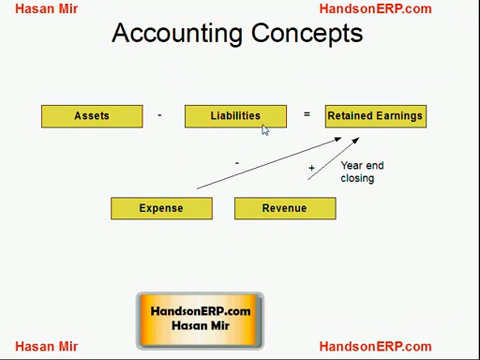 Hasan Mir HandsonERP.com
Accounting Concepts
Assets - Liabilities = Retained Earnings
- + Year end
closing
Expense Revenue
HandsonERP.com
Hasan Mir
Hasan Mir HandsonERP.com